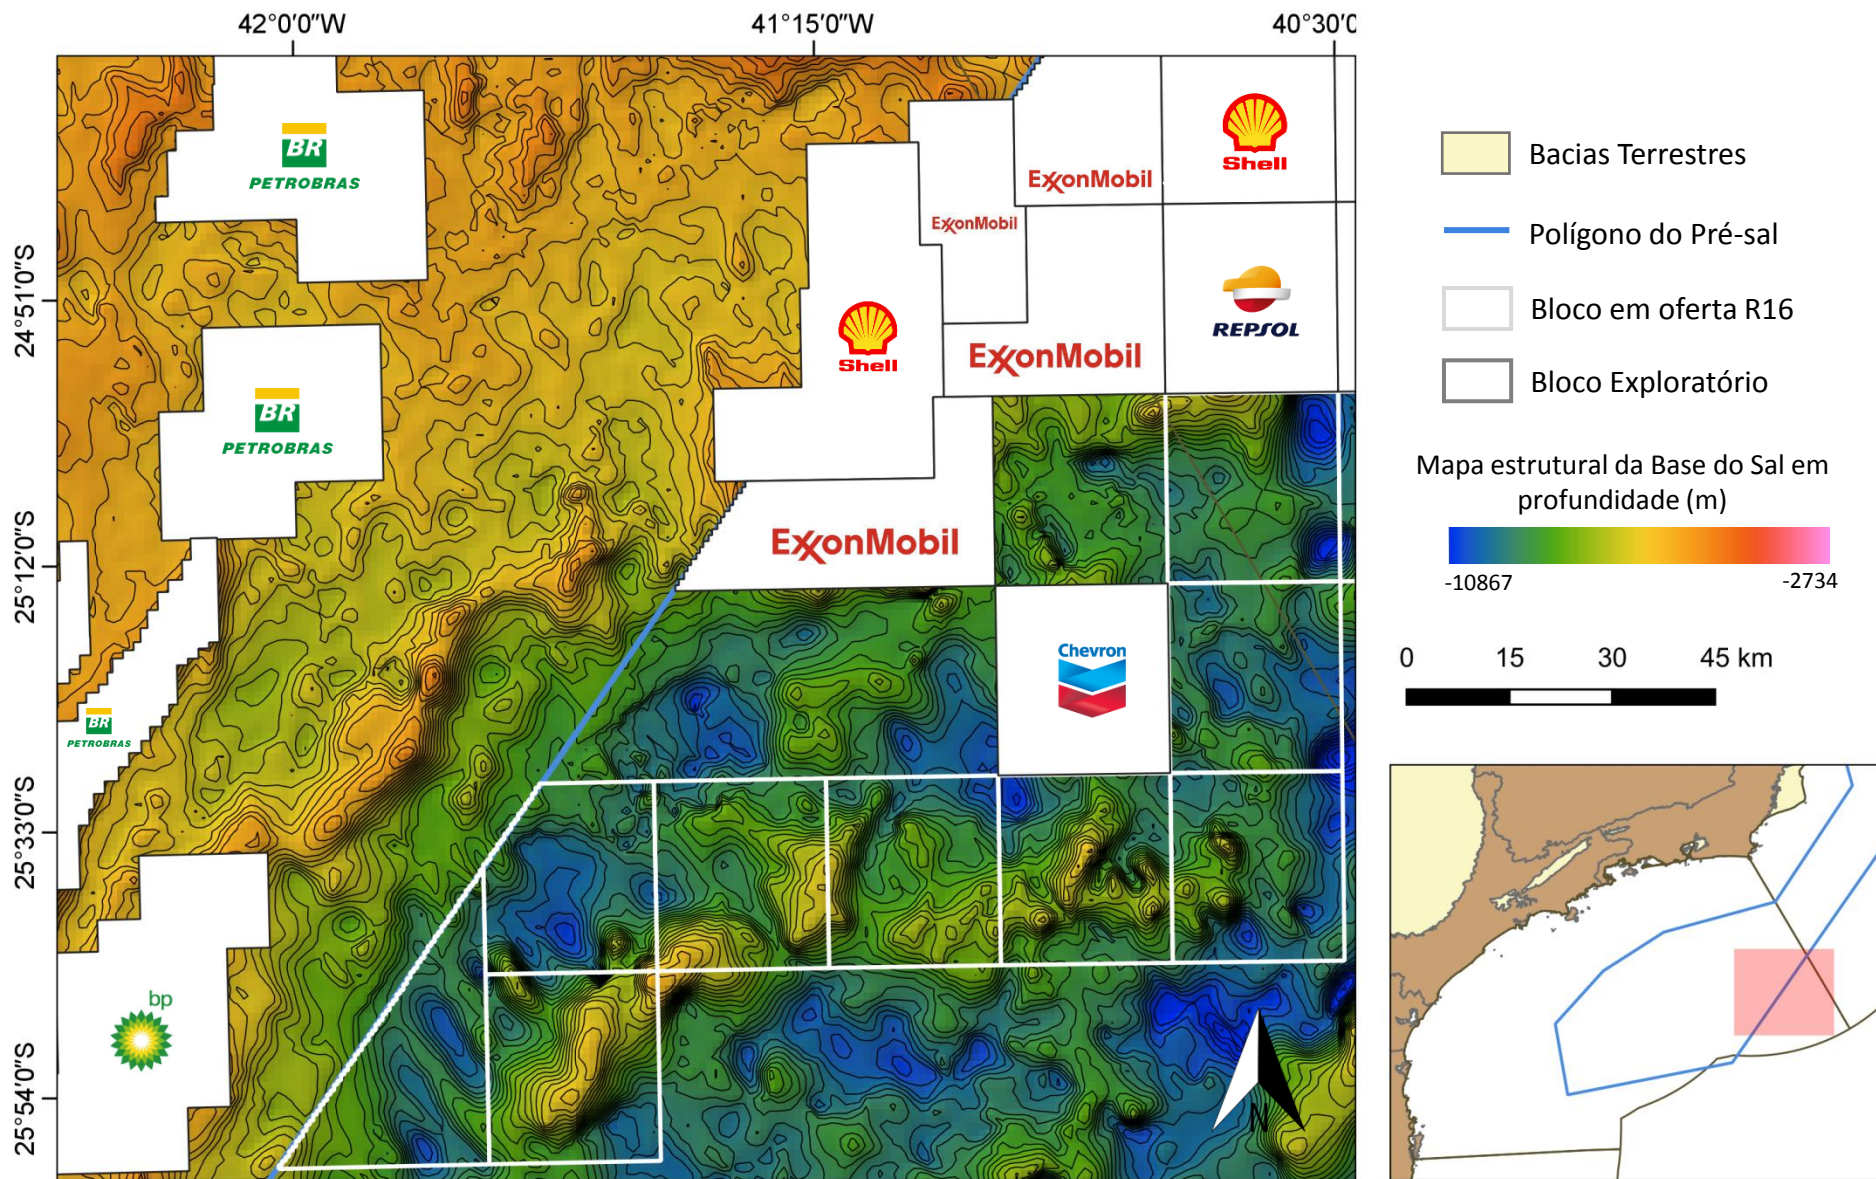 42°0'0"W
41°15'0"W
40°30'0
24°51'0"S
25°12'0"S
25°33'0"S
25°54'0"S
BR
PETROBRAS
BR
PETROBRAS
BR
PETROBRAS
bp
Shell
ExxonMobil
ExxonMobil
Shell
ExxonMobil
REPSOL
ExxonMobil
Chevron
N
Bacias Terrestres
Polígono do Pré-sal
Bloco em oferta R16
Bloco Exploratório
Mapa estrutural da Base do Sal em
profundidade (m)
-10867
-2734
0 15 30 45 km